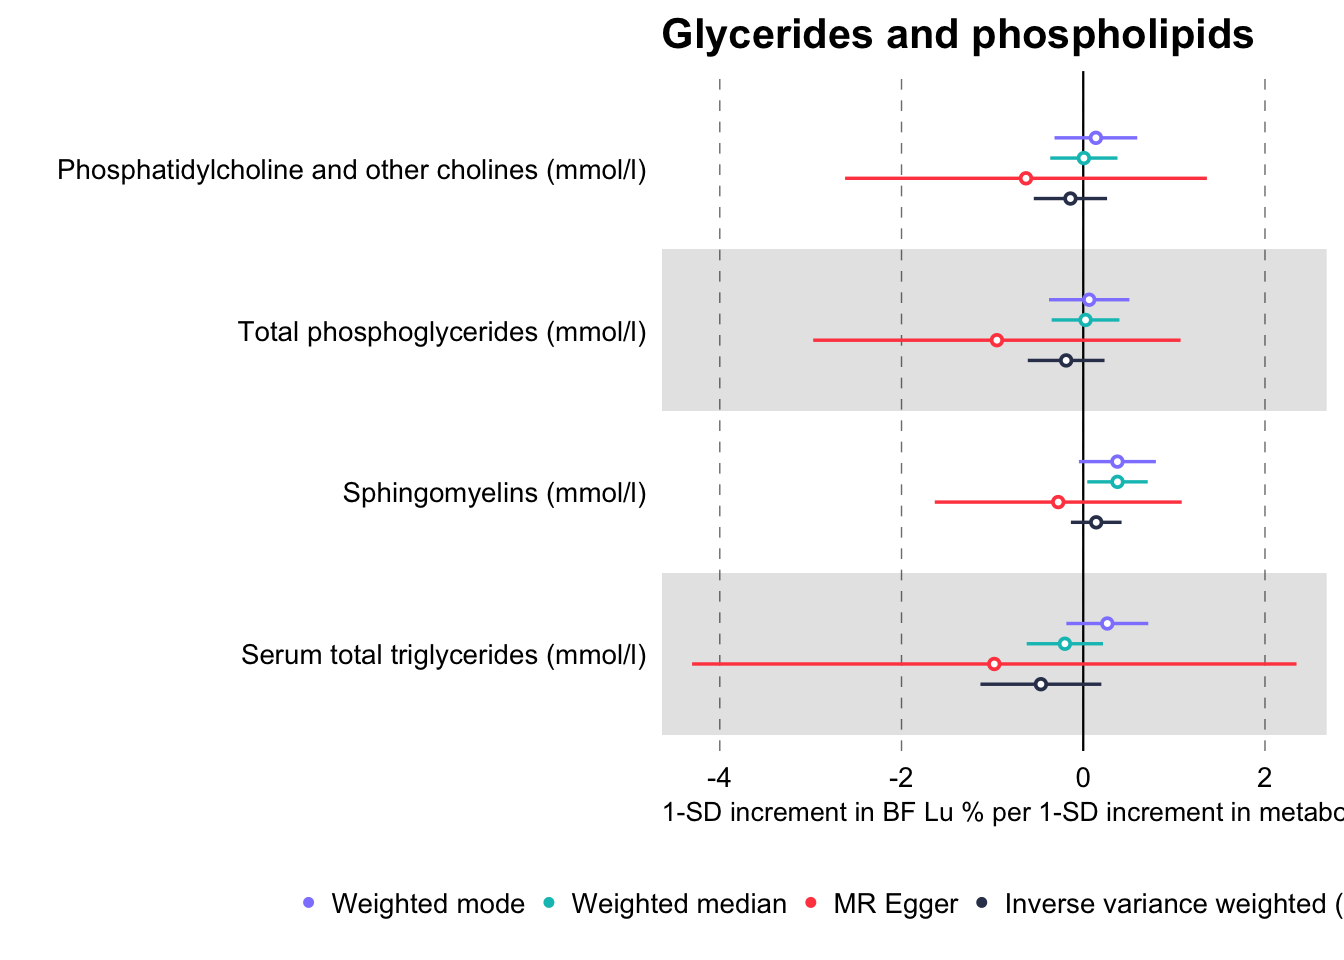 Glycerides and phospholipids
Phosphatidylcholine and other cholines (mmol/l)
Total phosphoglycerides (mmol/l)
Sphingomyelins (mmol/l)
Serum total triglycerides (mmol/l)
-4 -2 0 2
1-SD increment in BF Lu % per 1-SD increment in
Weighted mode Weighted median MR Egger Inverse variance weighted (